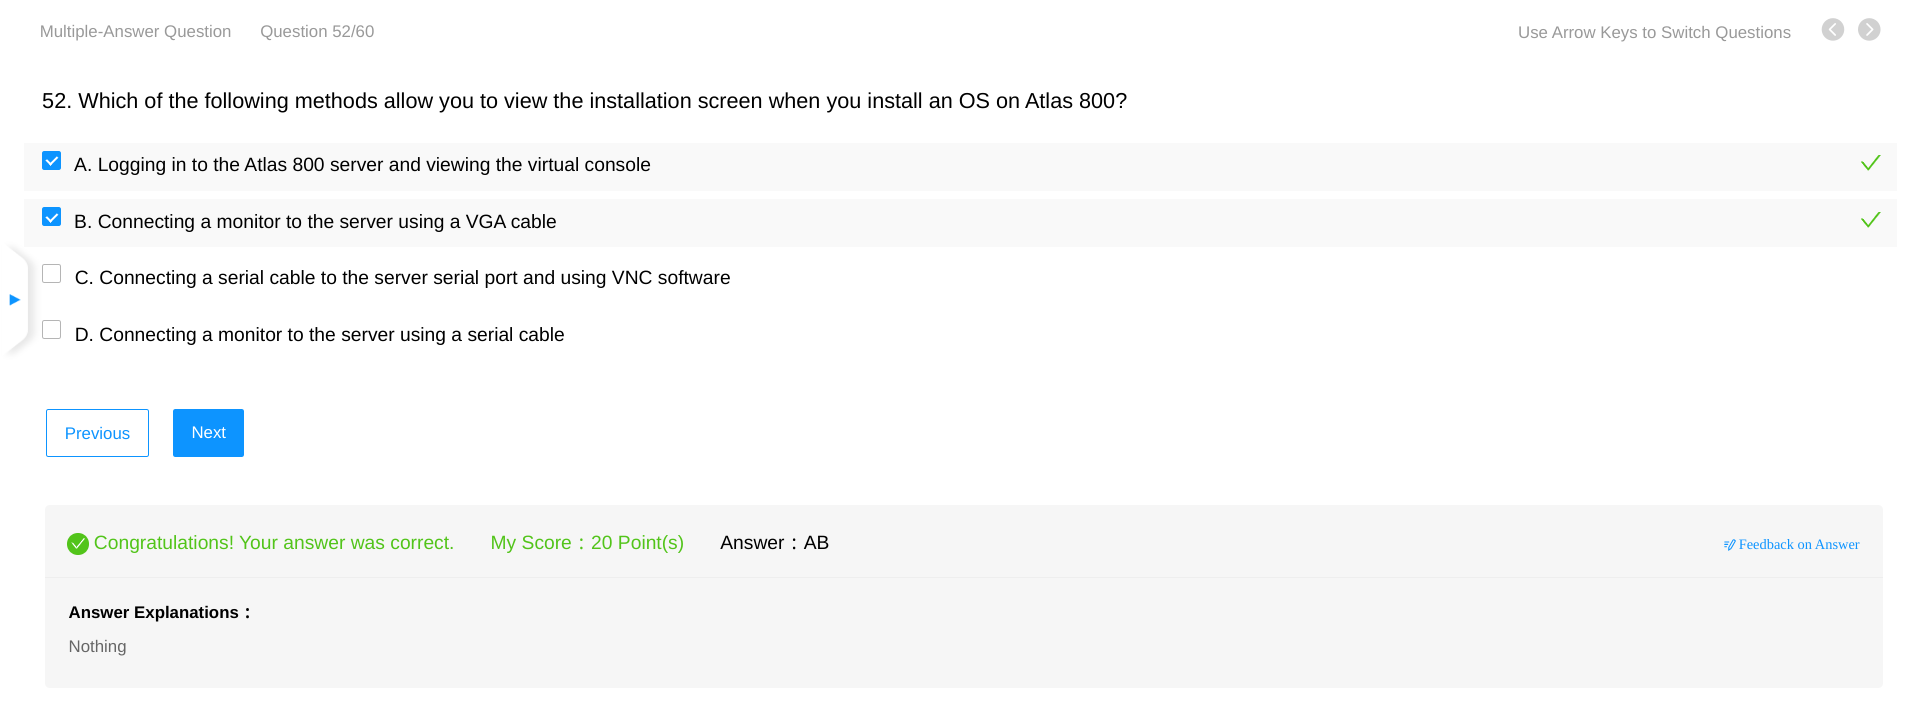 Multiple-Answer Question Question 52/60 Use Arrow Keys to Switch Questions
52. Which of the following methods allow you to view the installation screen when you install an OS on Atlas 800?
A. Logging in to the Atlas 800 server and viewing the virtual console
B. Connecting a monitor to the server using a VGA cable
C. Connecting a serial cable to the server serial port and using VNC software
D. Connecting a monitor to the server using a serial cable
Previous Next
Congratulations! Your answer was correct. My Score：20 Point(s) Answer：AB Feedback on Answer
Answer Explanations：
Nothing